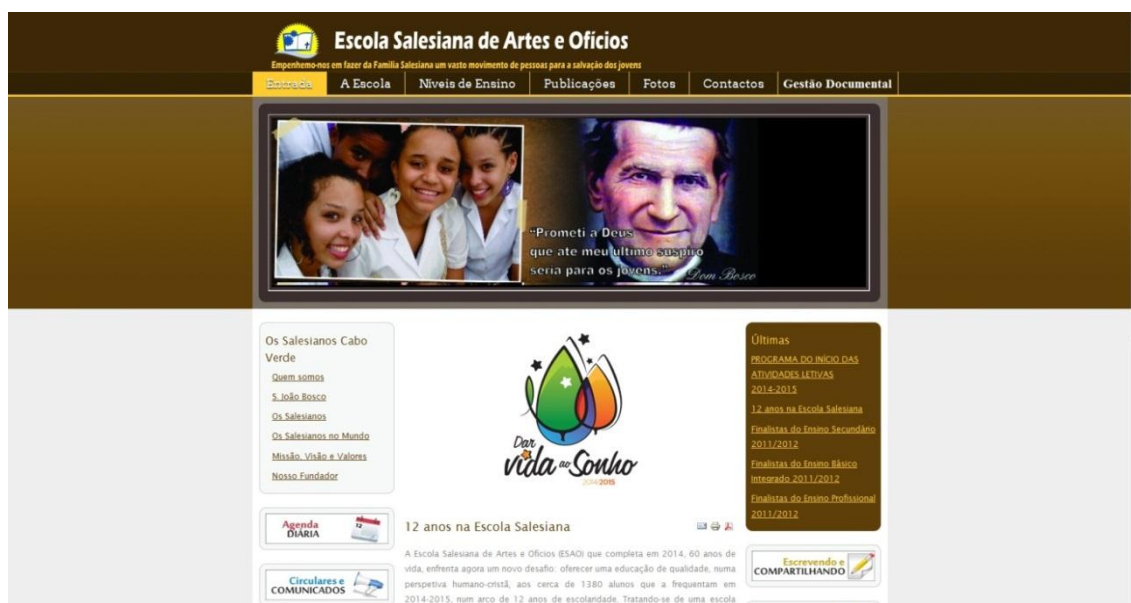 Escola Salesiana de Artes e Ofícios
Empenhemo-nos em fazer da Família Salesiana um vasto movimento de pessoas para a salvação dos jovens
Entrada A Escola Níveis de Ensino Publicações Fotos Contactos Gestão Documental
"Prometi a Deus
que ate meu ultimo suspiro
seria para os jovens."
Dom Bosco
Os Salesianos Cabo
Verde
Quem somos
S. João Bosco
Os Salesianos
Os Salesianos no Mundo
Missão, Visão e Valores
Nosso Fundador
Agenda
DIÁRIA
12
Circulares e
COMUNICADOS
Dar
vida ao Sonho
2014 2015
12 anos na Escola Salesiana
A Escola Salesiana de Artes e Ofícios (ESAO) que completa em 2014, 60 anos de
vida, enfrenta agora um novo desafio: oferecer uma educação de qualidade, numa
perspetiva humano-cristã, aos cerca de 1380 alunos que a frequentam em
2014-2015, num arco de 12 anos de escolaridade. Tratando-se de uma escola
Últimas
PROGRAMA DO INÍCIO DAS
ATIVIDADES LETIVAS
2014-2015
12 anos na Escola Salesiana
Finalistas do Ensino Secundário
2011/2012
Finalistas do Ensino Básico
Integrado 2011/2012
Finalistas do Ensino Profissional
2011/2012
Escrevendo e
COMPARTILHANDO